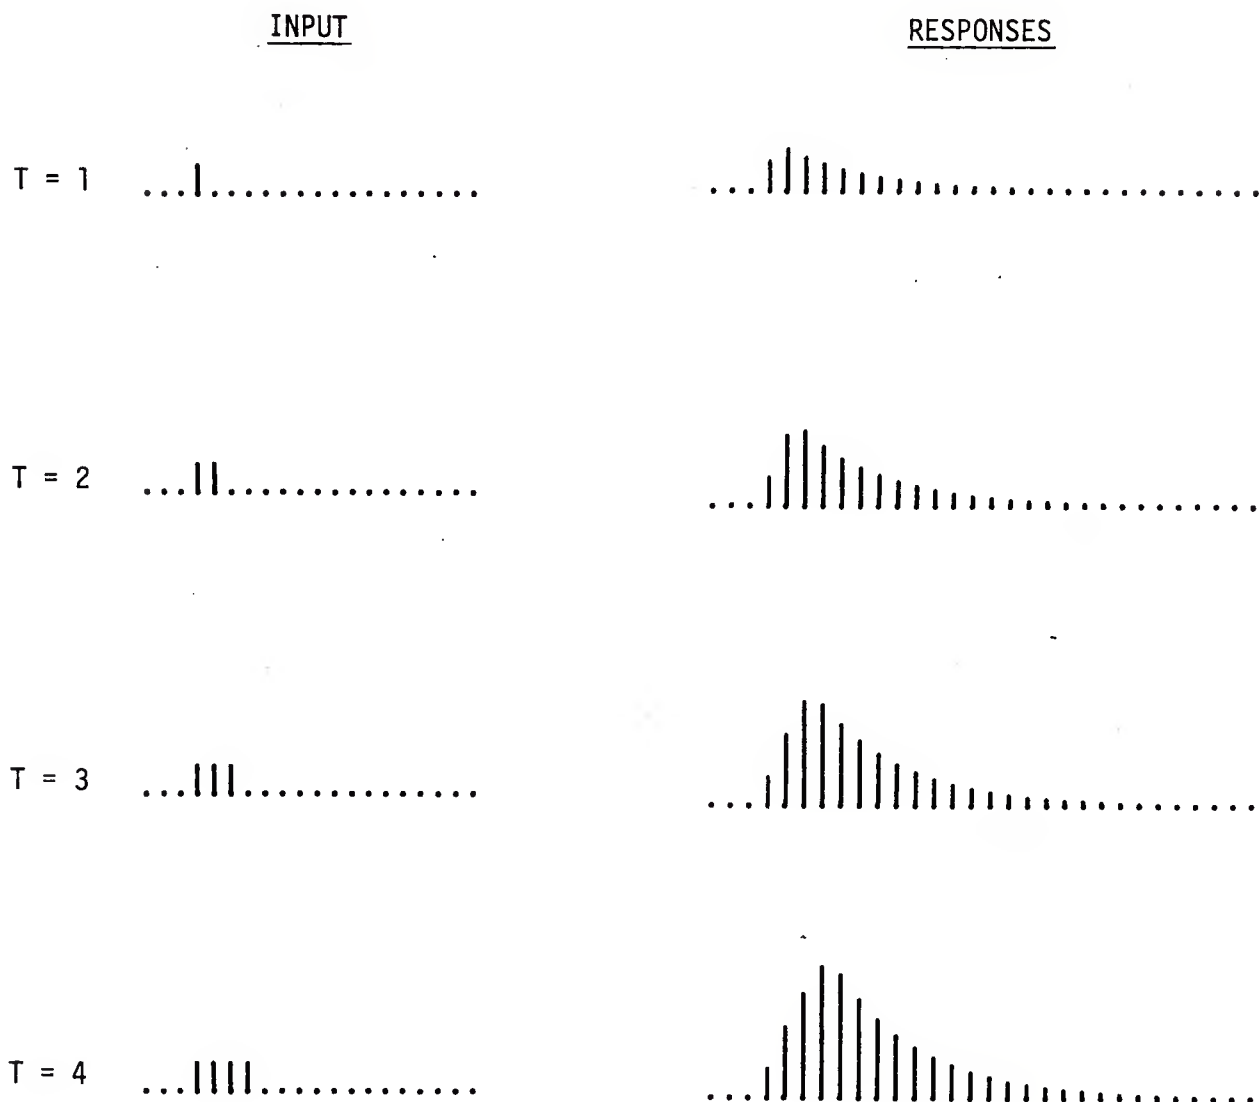 INPUT
RESPONSES
T = 1
T = 2
T = 3
T = 4